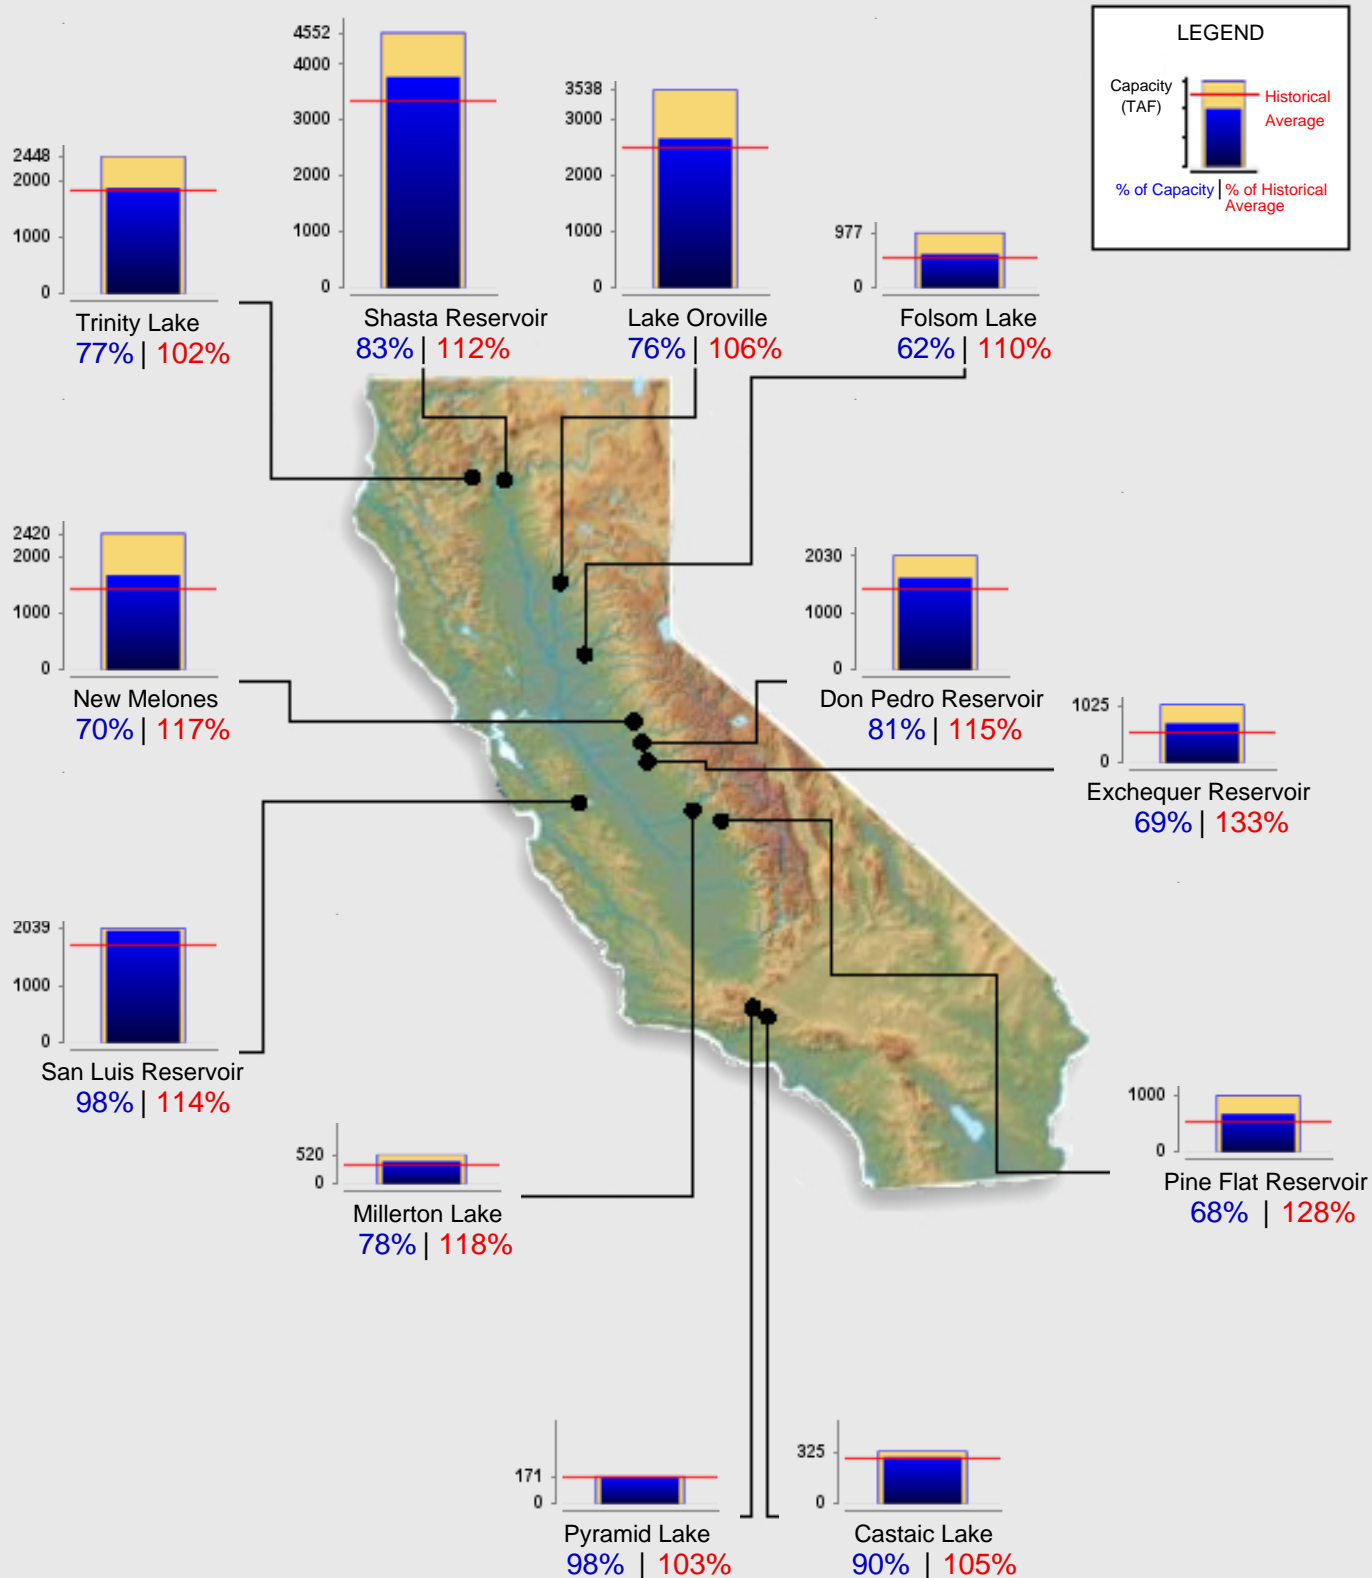 LEGEND
Capacity
(TAF)
Historical
Average
% of Capacity | % of Historical
Average
4552
4000
3000
2000
1000
0
Shasta Reservoir
83% | 112%
3538
3000
2000
1000
0
Lake Oroville
76% | 106%
2448
2000
1000
0
Trinity Lake
77% | 102%
977
0
Folsom Lake
62% | 110%
2420
2000
1000
0
New Melones
70% | 117%
2030
1000
0
Don Pedro Reservoir
81% | 115%
1025
0
Exchequer Reservoir
69% | 133%
2039
1000
0
San Luis Reservoir
98% | 114%
520
0
Millerton Lake
78% | 118%
1000
0
Pine Flat Reservoir
68% | 128%
171
0
Pyramid Lake
98% | 103%
325
0
Castaic Lake
90% | 105%